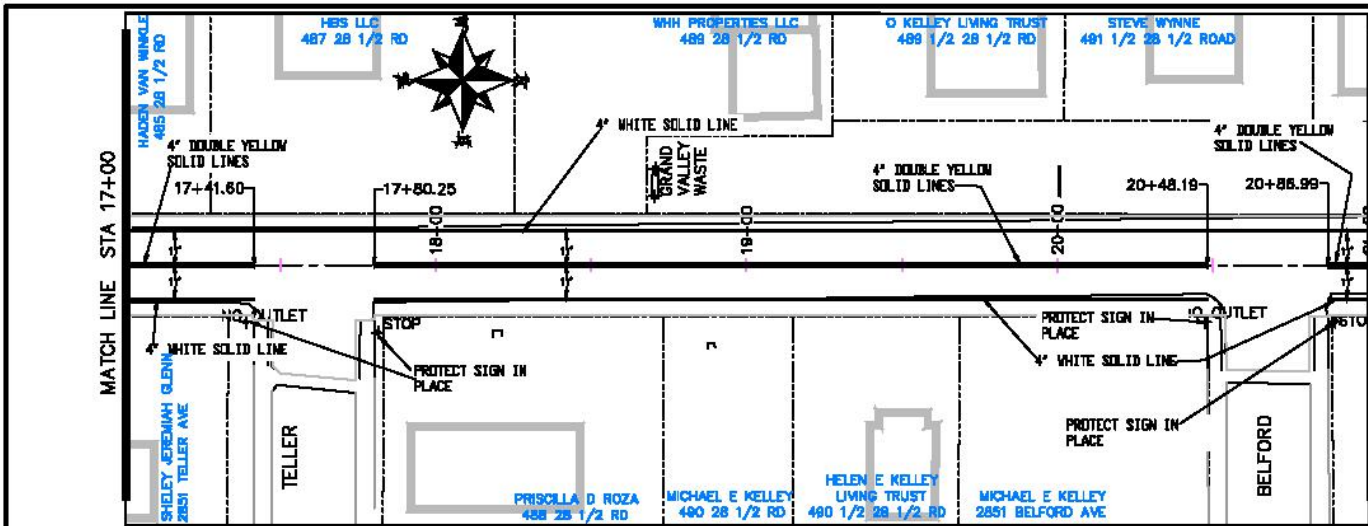 HADEN VAN WINKLE
485 28 1/2 RD
HBS LLC
487 28 1/2 RD
WHH PROPERTIES LLC
489 28 1/2 RD
O KELLEY LIVING TRUST
489 1/2 28 1/2 RD
STEVE WYNNE
491 1/2 28 1/2 ROAD
4" DOUBLE YELLOW
SOLID LINES
17+41.60
17+80.25
4" WHITE SOLID LINE
GRAND
VALLEY
WASTE
4" DOUBLE YELLOW
SOLID LINES
20+48.19
4" DOUBLE YELLOW
SOLID LINES
20+86.99
MATCH LINE STA 17+00
18+00
19+00
20+00
11'
11'
11'
11'
11'
11'
NO OUTLET
STOP
4" WHITE SOLID LINE
PROTECT SIGN IN
PLACE
PROTECT SIGN IN
PLACE
OUTLET
4" WHITE SOLID LINE
PROTECT SIGN IN
PLACE
SHELEY JEREMIAH GLENN
2851 TELLER AVE
TELLER
BELFORD
PRISCILLA D ROZA
488 28 1/2 RD
MICHAEL E KELLEY
490 28 1/2 RD
HELEN E KELLEY
LIVING TRUST
490 1/2 28 1/2 RD
MICHAEL E KELLEY
2851 BELFORD AVE